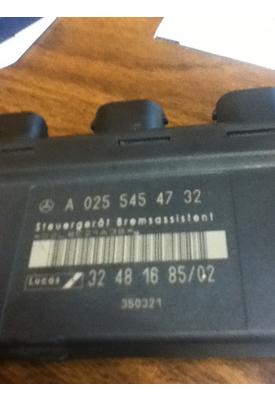 A 025 545 47 32
Steuergerät Bremsassistent
Lucas 32 48 16 85/02
350321